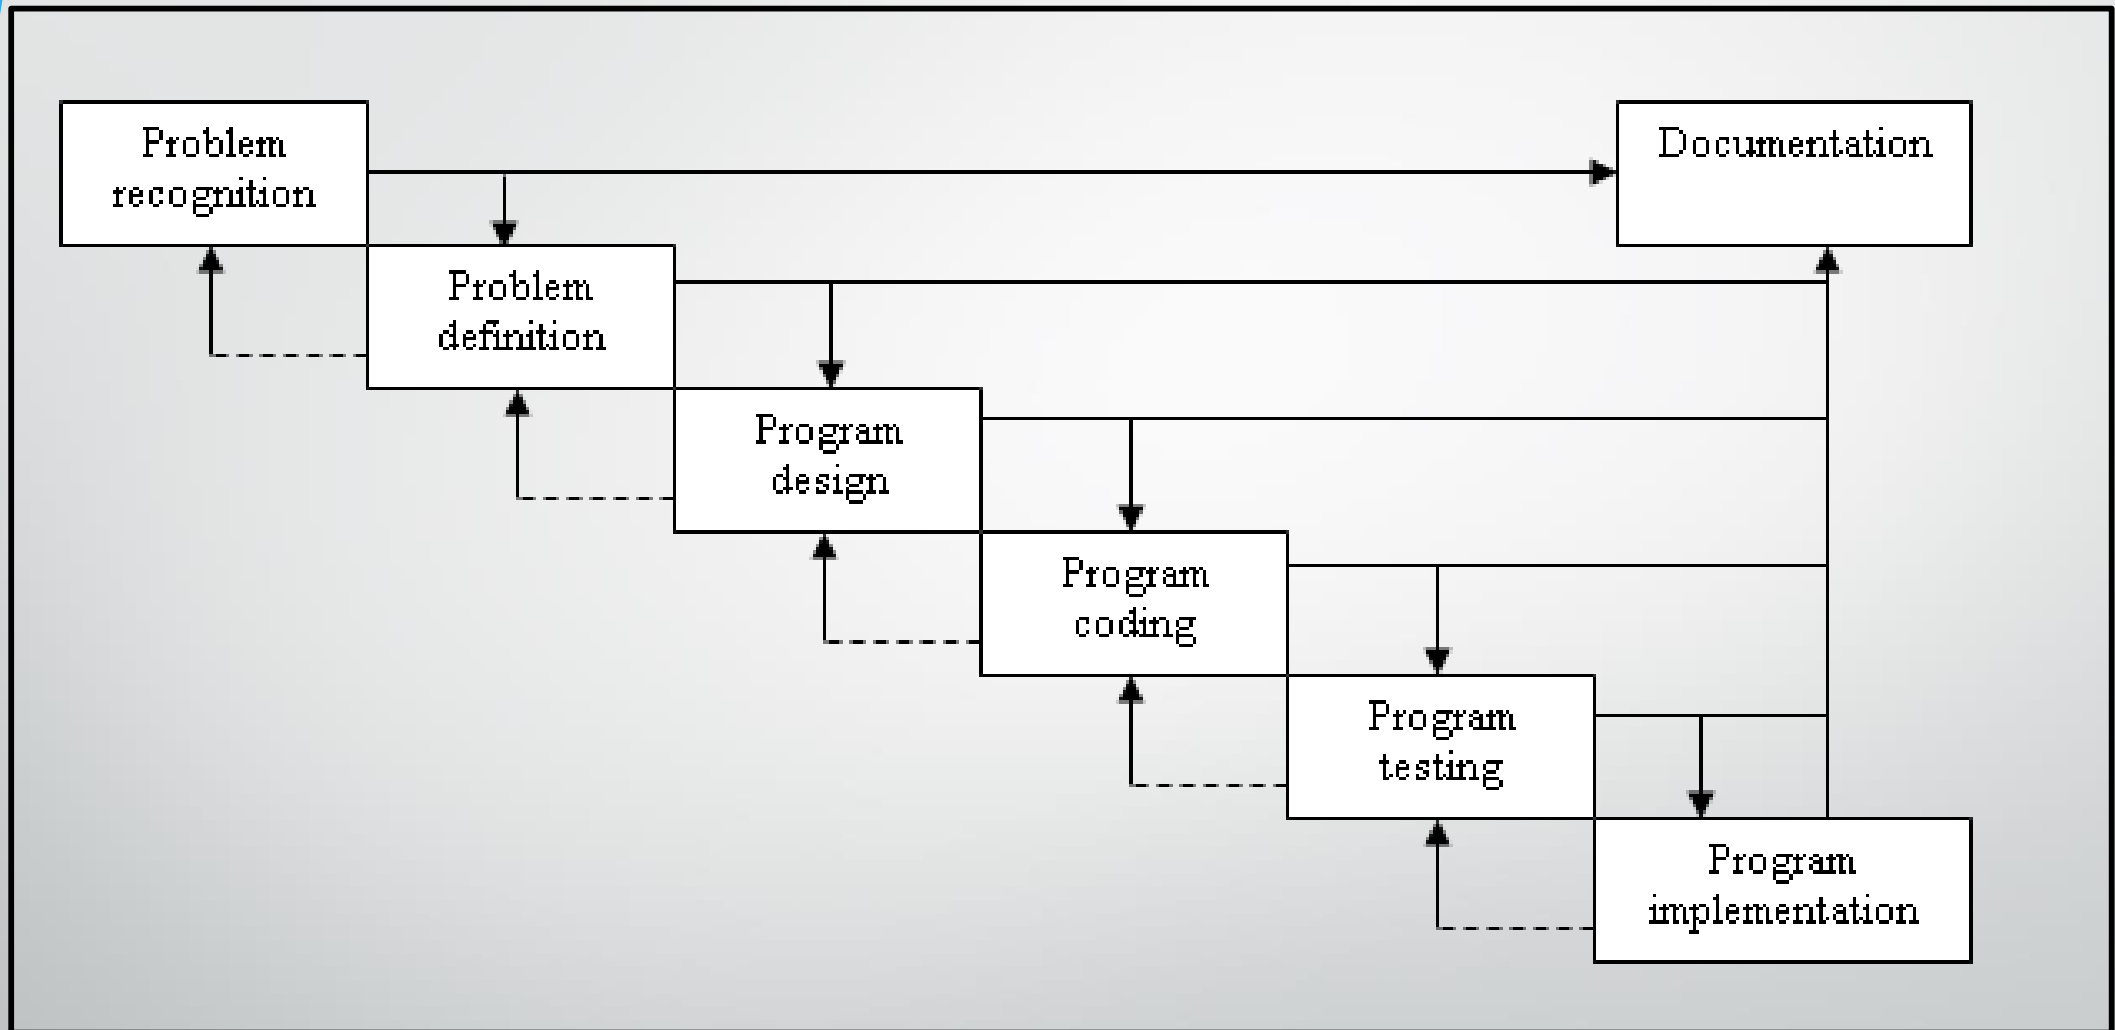 Problem
recognition
Documentation
Problem
definition
Program
design
Program
coding
Program
testing
Program
implementation